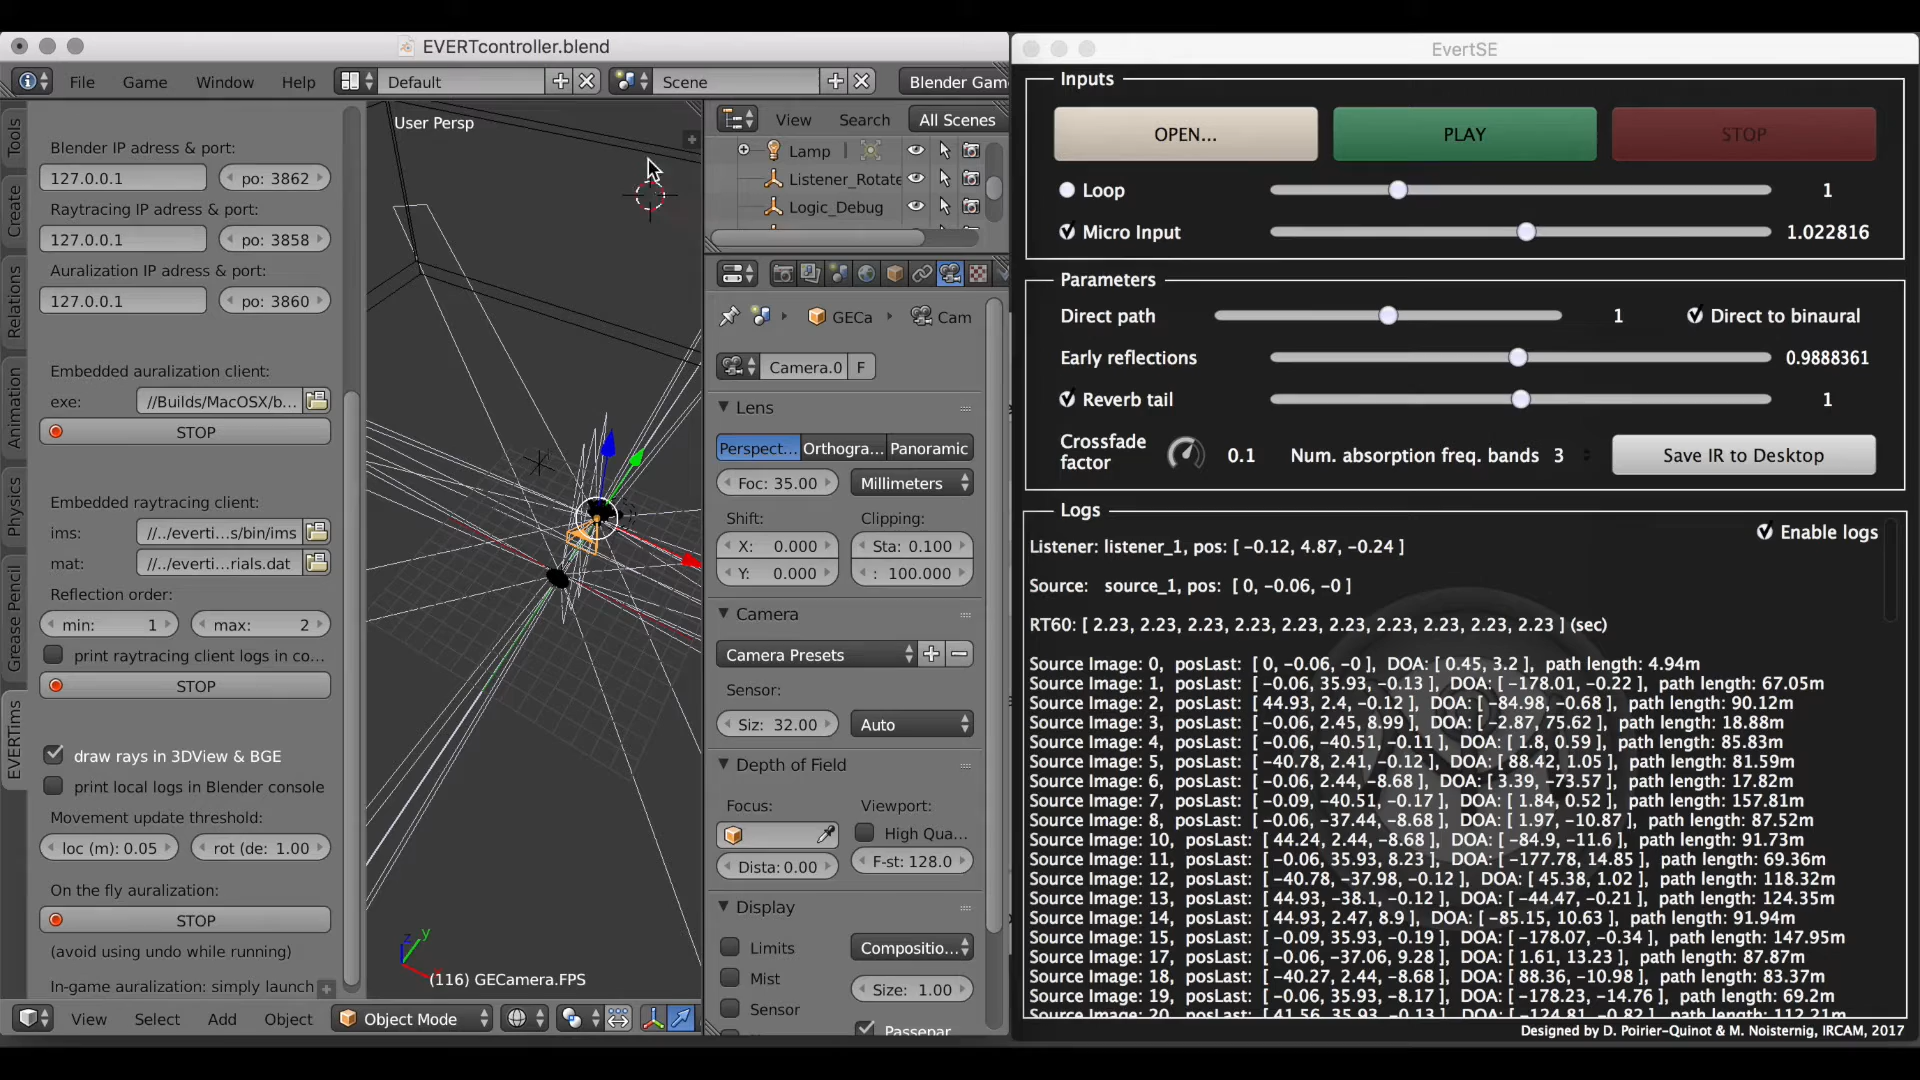 EVERTcontroller.blend
File Game Window Help Default Scene Blender Gam
Tools
Create
Relations
Animation
Physics
Grease Pencil
EVERTims
Blender IP adress & port:
127.0.0.1 po: 3862
Raytracing IP adress & port:
127.0.0.1 po: 3858
Auralization IP adress & port:
127.0.0.1 po: 3860
Embedded auralization client:
exe: //Builds/MacOSX/b...
STOP
Embedded raytracing client:
ims: //../everti...s/bin/ims
mat: //../everti...rials.dat
Reflection order:
min: 1 max: 2
print raytracing client logs in co...
STOP
draw rays in 3DView & BGE
print local logs in Blender console
Movement update threshold:
loc (m): 0.05 rot (de: 1.00
On the fly auralization:
STOP
(avoid using undo while running)
In-game auralization: simply launch
User Persp
z y
(116) GECamera.FPS
View Select Add Object Object Mode
View Search All Scenes
Lamp
Listener_Rotate
Logic_Debug
GECa Cam
Camera.0 F
Lens
Perspect... Orthogra... Panoramic
Foc: 35.00 Millimeters
Shift: Clipping:
X: 0.000 Sta: 0.100
Y: 0.000 : 100.000
Camera
Camera Presets
Sensor:
Siz: 32.00 Auto
Depth of Field
Focus: Viewport:
High Qua...
Dista: 0.00 F-st: 128.0
Display
Limits Compositio...
Mist
Size: 1.00
Sensor
Passepar
EvertSE
Inputs
OPEN... PLAY STOP
Loop 1
Micro Input 1.022816
Parameters
Direct path 1 Direct to binaural
Early reflections 0.9888361
Reverb tail 1
Crossfade factor 0.1 Num. absorption freq. bands 3 Save IR to Desktop
Logs
Enable logs
Listener: listener_1, pos: [ -0.12, 4.87, -0.24 ]
Source: source_1, pos: [ 0, -0.06, -0 ]
RT60: [ 2.23, 2.23, 2.23, 2.23, 2.23, 2.23, 2.23, 2.23, 2.23, 2.23 ] (sec)
Source Image: 0, posLast: [ 0, -0.06, -0 ], DOA: [ 0.45, 3.2 ], path length: 4.94m
Source Image: 1, posLast: [ -0.06, 35.93, -0.13 ], DOA: [ -178.01, -0.22 ], path length: 67.05m
Source Image: 2, posLast: [ 44.93, 2.4, -0.12 ], DOA: [ -84.98, -0.68 ], path length: 90.12m
Source Image: 3, posLast: [ -0.06, 2.45, 8.99 ], DOA: [ -2.87, 75.62 ], path length: 18.88m
Source Image: 4, posLast: [ -0.06, -40.51, -0.11 ], DOA: [ 1.8, 0.59 ], path length: 85.83m
Source Image: 5, posLast: [ -40.78, 2.41, -0.12 ], DOA: [ 88.42, 1.05 ], path length: 81.59m
Source Image: 6, posLast: [ -0.06, 2.44, -8.68 ], DOA: [ 3.39, -73.57 ], path length: 17.82m
Source Image: 7, posLast: [ -0.09, -40.51, -0.17 ], DOA: [ 1.84, 0.52 ], path length: 157.81m
Source Image: 8, posLast: [ -0.06, -37.44, -8.68 ], DOA: [ 1.97, -10.87 ], path length: 87.52m
Source Image: 10, posLast: [ 44.24, 2.44, -8.68 ], DOA: [ -84.9, -11.6 ], path length: 91.73m
Source Image: 11, posLast: [ -0.06, 35.93, 8.23 ], DOA: [ -177.78, 14.85 ], path length: 69.36m
Source Image: 12, posLast: [ -40.78, -37.98, -0.12 ], DOA: [ 45.38, 1.02 ], path length: 118.32m
Source Image: 13, posLast: [ 44.93, -38.1, -0.12 ], DOA: [ -44.47, -0.21 ], path length: 124.35m
Source Image: 14, posLast: [ 44.93, 2.47, 8.9 ], DOA: [ -85.15, 10.63 ], path length: 91.94m
Source Image: 15, posLast: [ -0.09, 35.93, -0.19 ], DOA: [ -178.07, -0.34 ], path length: 147.95m
Source Image: 17, posLast: [ -0.06, -37.06, 9.28 ], DOA: [ 1.61, 13.23 ], path length: 87.87m
Source Image: 18, posLast: [ -40.27, 2.44, -8.68 ], DOA: [ 88.36, -10.98 ], path length: 83.37m
Source Image: 19, posLast: [ -0.06, 35.93, -8.17 ], DOA: [ -178.23, -14.76 ], path length: 69.2m
Source Image: 20, posLast: [ 41.56, 35.93, -0.13 ], DOA: [ -124.81, -0.82 ], path length: 112.21m
Designed by D. Poirier-Quinot & M. Noisternig, IRCAM, 2017